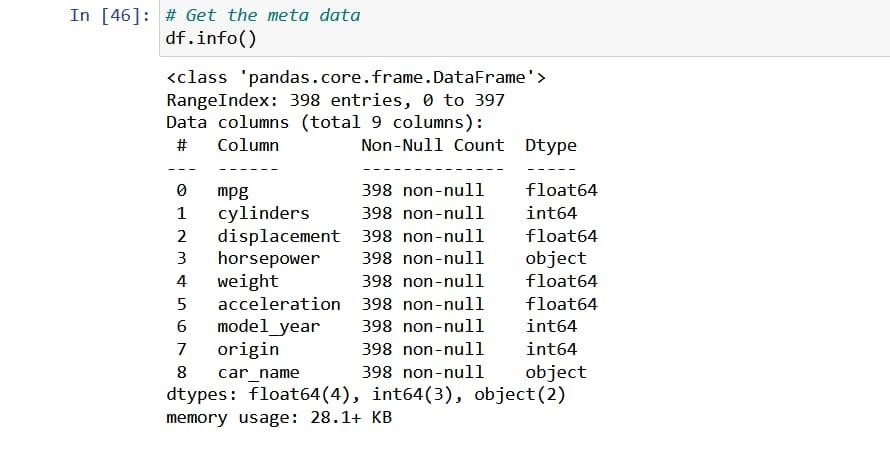 In [46]: # Get the meta data
df.info()
<class 'pandas.core.frame.DataFrame'>
RangeIndex: 398 entries, 0 to 397
Data columns (total 9 columns):
 #   Column        Non-Null Count  Dtype
---  ------        --------------  -----
 0   mpg           398 non-null    float64
 1   cylinders     398 non-null    int64
 2   displacement  398 non-null    float64
 3   horsepower    398 non-null    object
 4   weight        398 non-null    float64
 5   acceleration  398 non-null    float64
 6   model_year    398 non-null    int64
 7   origin        398 non-null    int64
 8   car_name      398 non-null    object
dtypes: float64(4), int64(3), object(2)
memory usage: 28.1+ KB